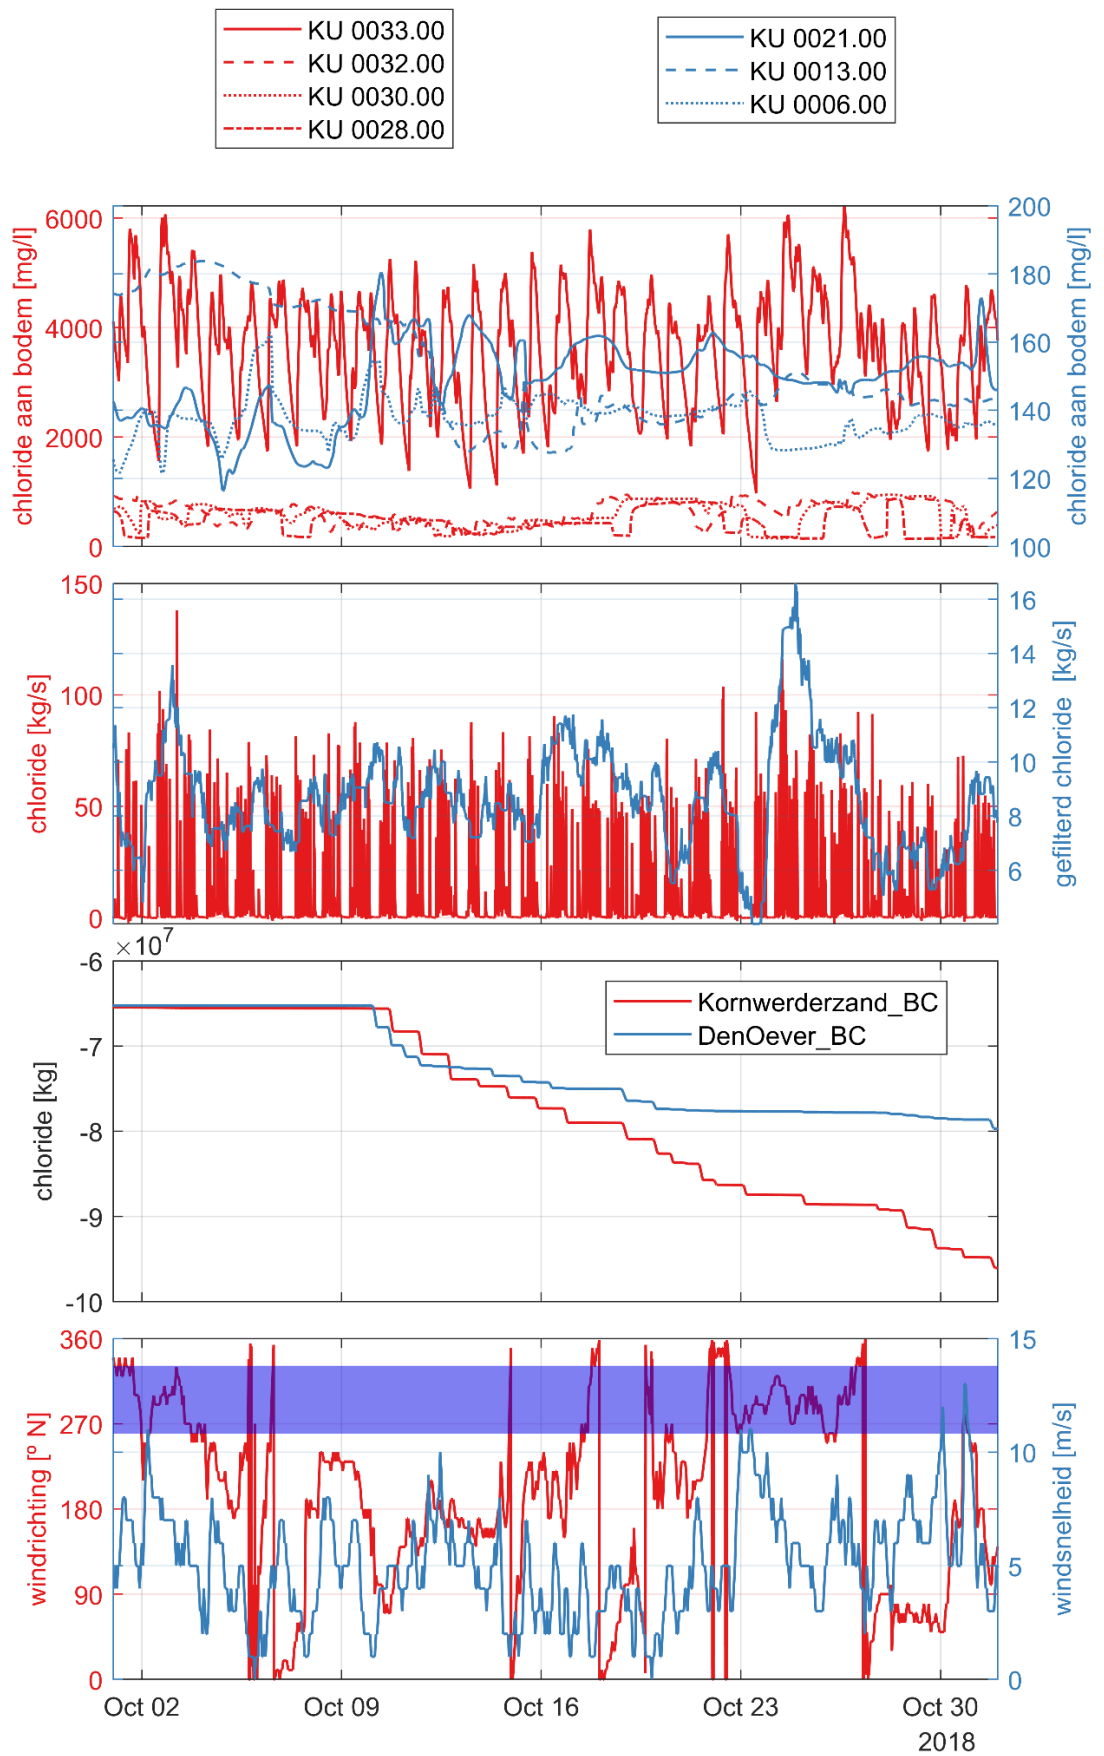 KU 0033.00
KU 0032.00
KU 0030.00
KU 0028.00
KU 0021.00
KU 0013.00
KU 0006.00
chloride aan bodem [mg/l]
6000
4000
2000
0
200
180
160
140
120
100
chloride aan bodem [mg/l]
chloride [kg/s]
150
100
50
0
16
14
12
10
8
6
gefilterd chloride [kg/s]
×10⁷
chloride [kg]
-6
-7
-8
-9
-10
Kornwerderzand_BC
DenOever_BC
windrichting [º N]
360
270
180
90
0
15
10
5
0
windsnelheid [m/s]
Oct 02
Oct 09
Oct 16
Oct 23
Oct 30
2018